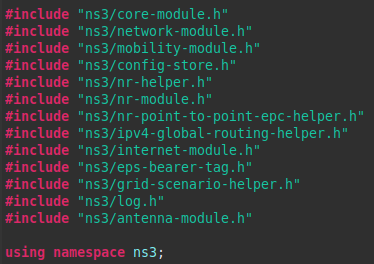 #include "ns3/core-module.h"
#include "ns3/network-module.h"
#include "ns3/mobility-module.h"
#include "ns3/config-store.h"
#include "ns3/nr-helper.h"
#include "ns3/nr-module.h"
#include "ns3/nr-point-to-point-epc-helper.h"
#include "ns3/ipv4-global-routing-helper.h"
#include "ns3/internet-module.h"
#include "ns3/eps-bearer-tag.h"
#include "ns3/grid-scenario-helper.h"
#include "ns3/log.h"
#include "ns3/antenna-module.h"
using namespace ns3;